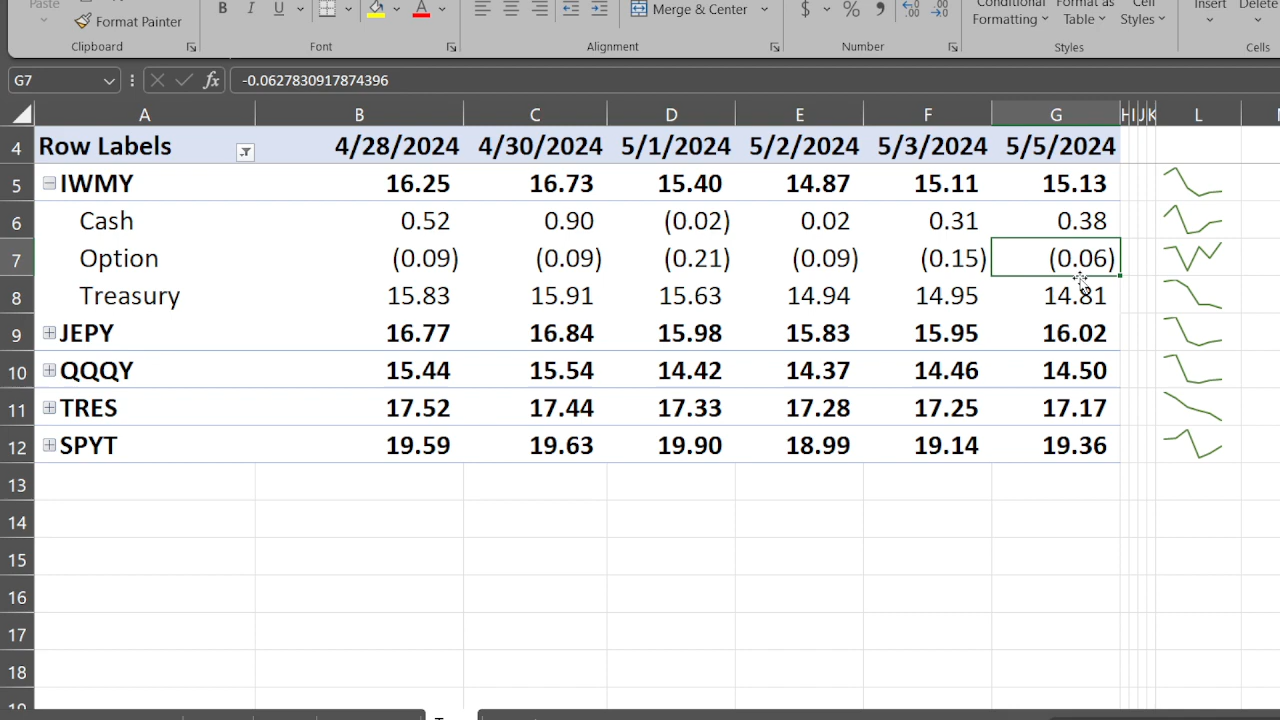 Paste
Format Painter
B I U A
Merge & Center
$ %
Conditional Format as Cell Insert Delete
Formatting Table Styles
Clipboard Font Alignment Number Styles Cells
G7 fx -0.0627830917874396
A B C D E F G H I J K L
4 Row Labels 4/28/2024 4/30/2024 5/1/2024 5/2/2024 5/3/2024 5/5/2024
5 IWMY 16.25 16.73 15.40 14.87 15.11 15.13
6 Cash 0.52 0.90 (0.02) 0.02 0.31 0.38
7 Option (0.09) (0.09) (0.21) (0.09) (0.15) (0.06)
8 Treasury 15.83 15.91 15.63 14.94 14.95 14.81
9 JEPY 16.77 16.84 15.98 15.83 15.95 16.02
10 QQQY 15.44 15.54 14.42 14.37 14.46 14.50
11 TRES 17.52 17.44 17.33 17.28 17.25 17.17
12 SPYT 19.59 19.63 19.90 18.99 19.14 19.36
13
14
15
16
17
18
19